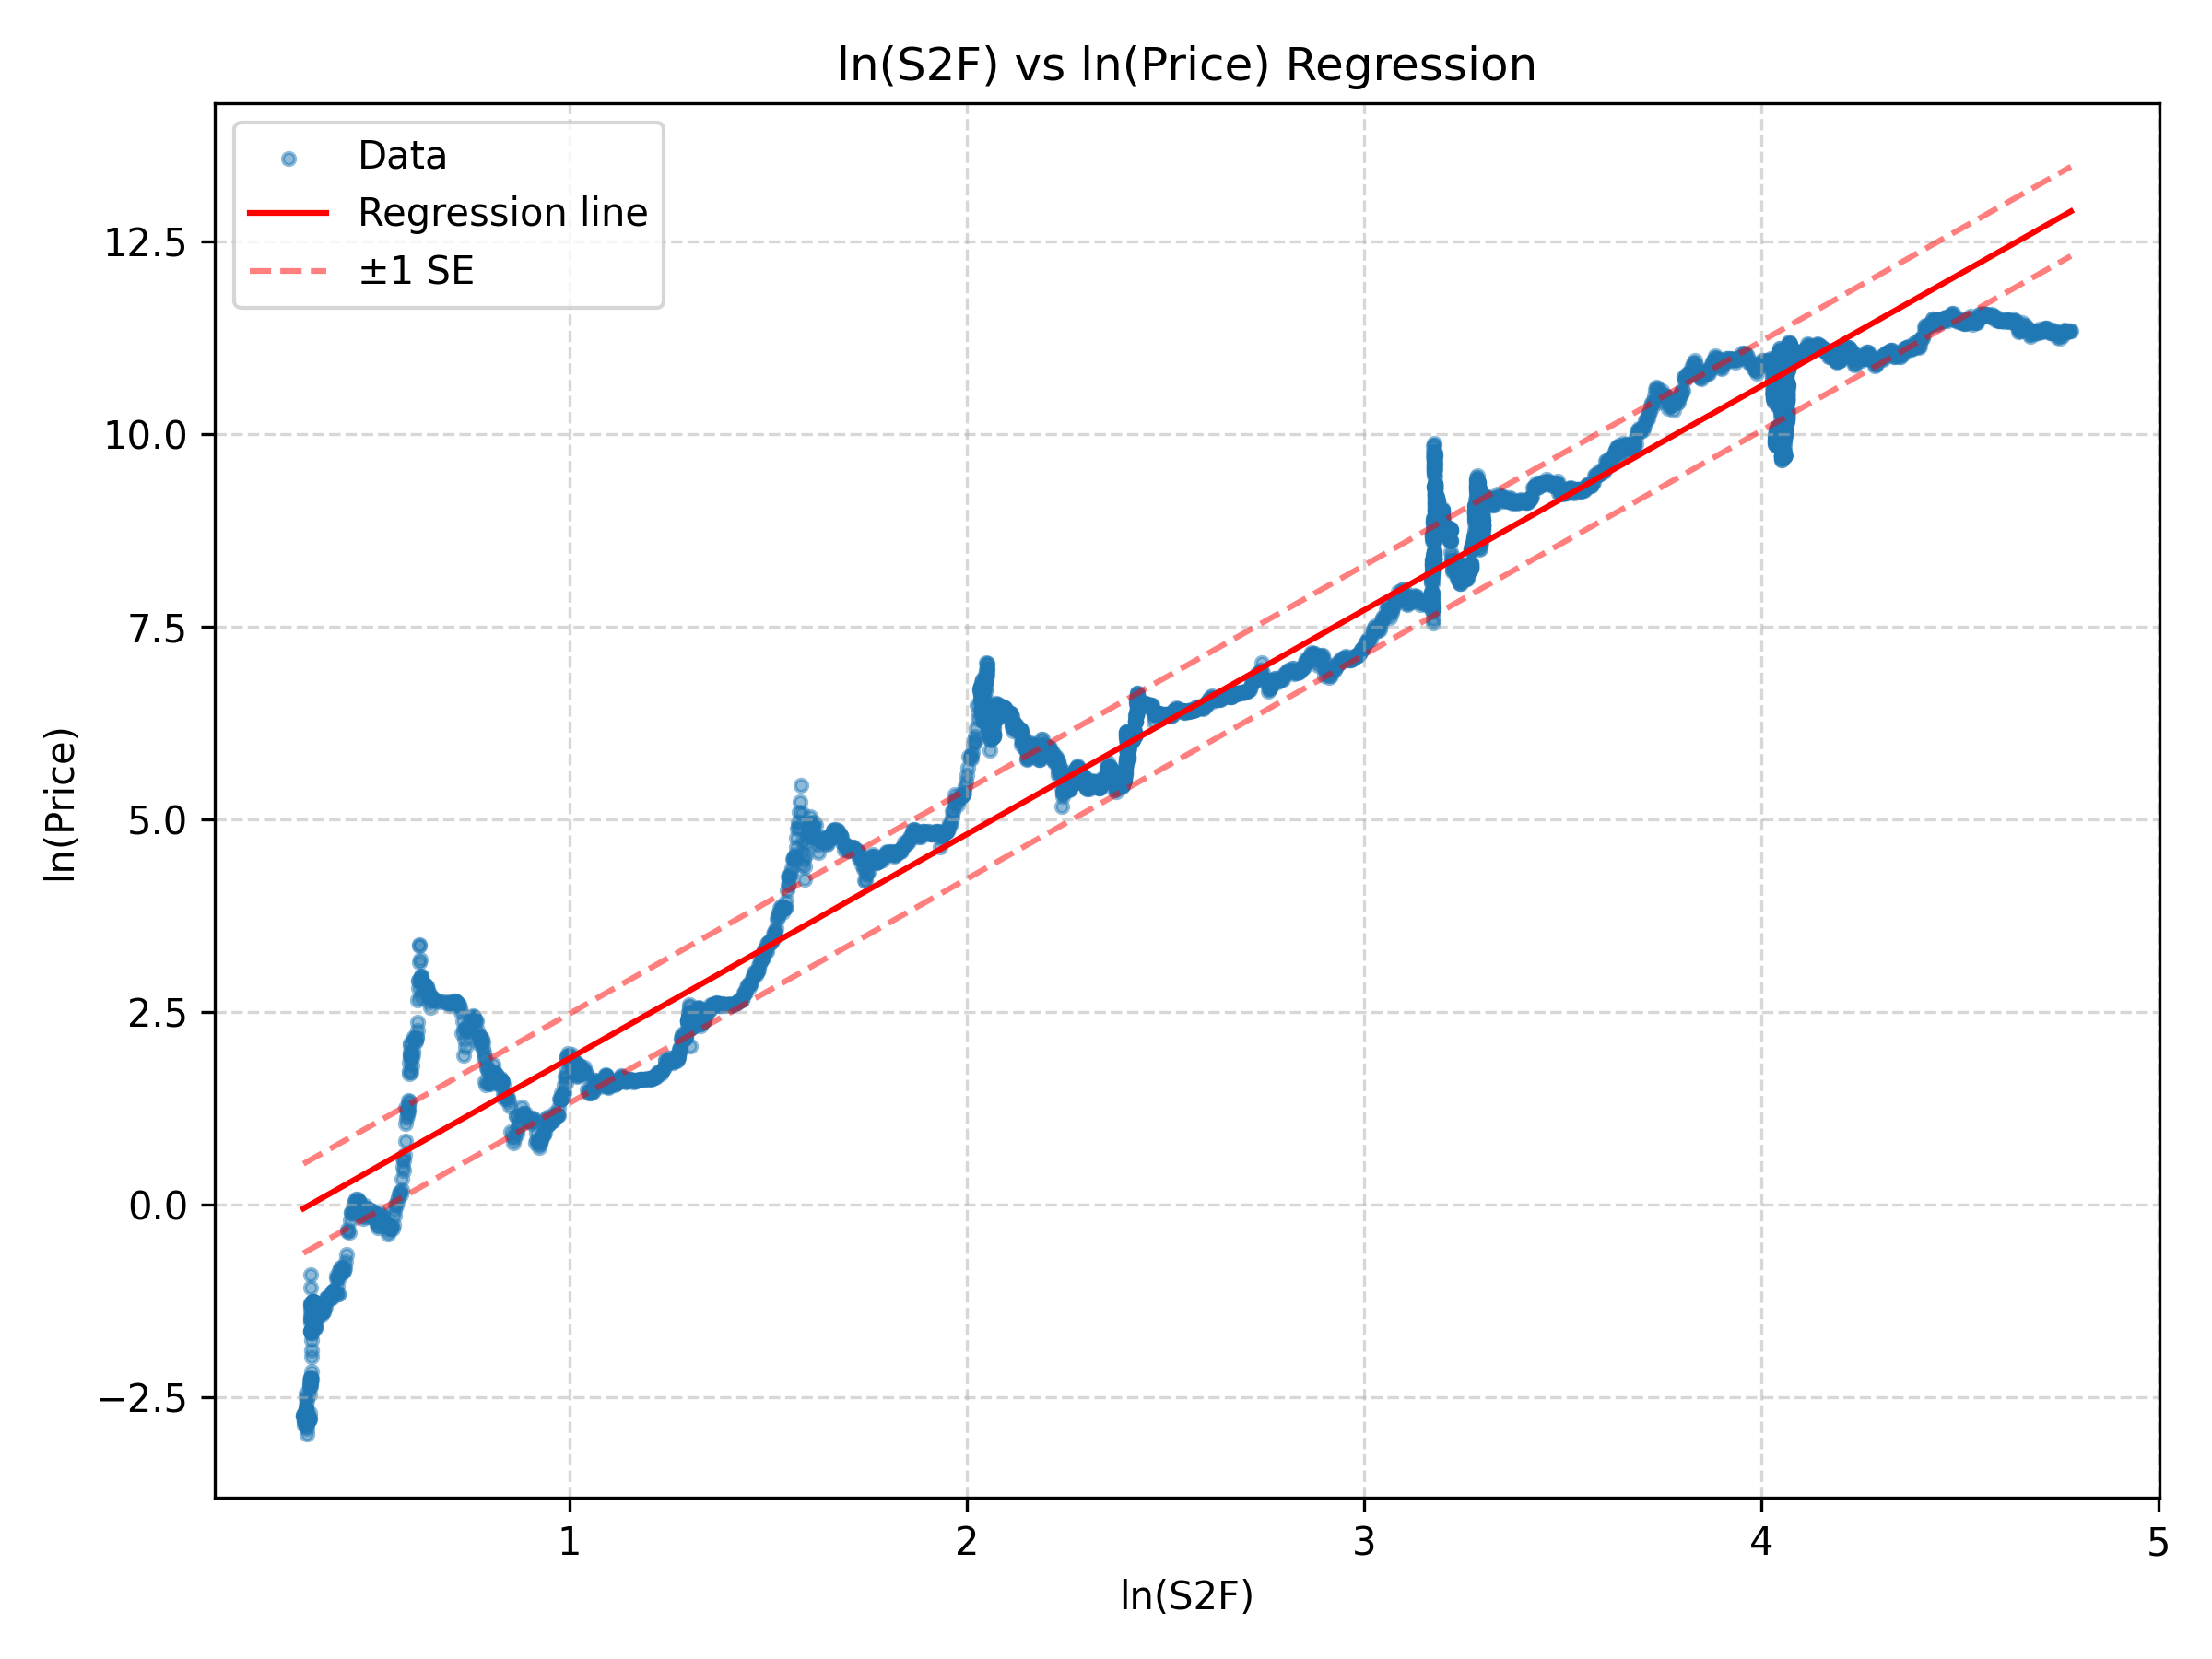 ln(S2F) vs ln(Price) Regression
Data
Regression line
±1 SE
12.5
10.0
7.5
5.0
2.5
0.0
−2.5
ln(Price)
1 2 3 4 5
ln(S2F)